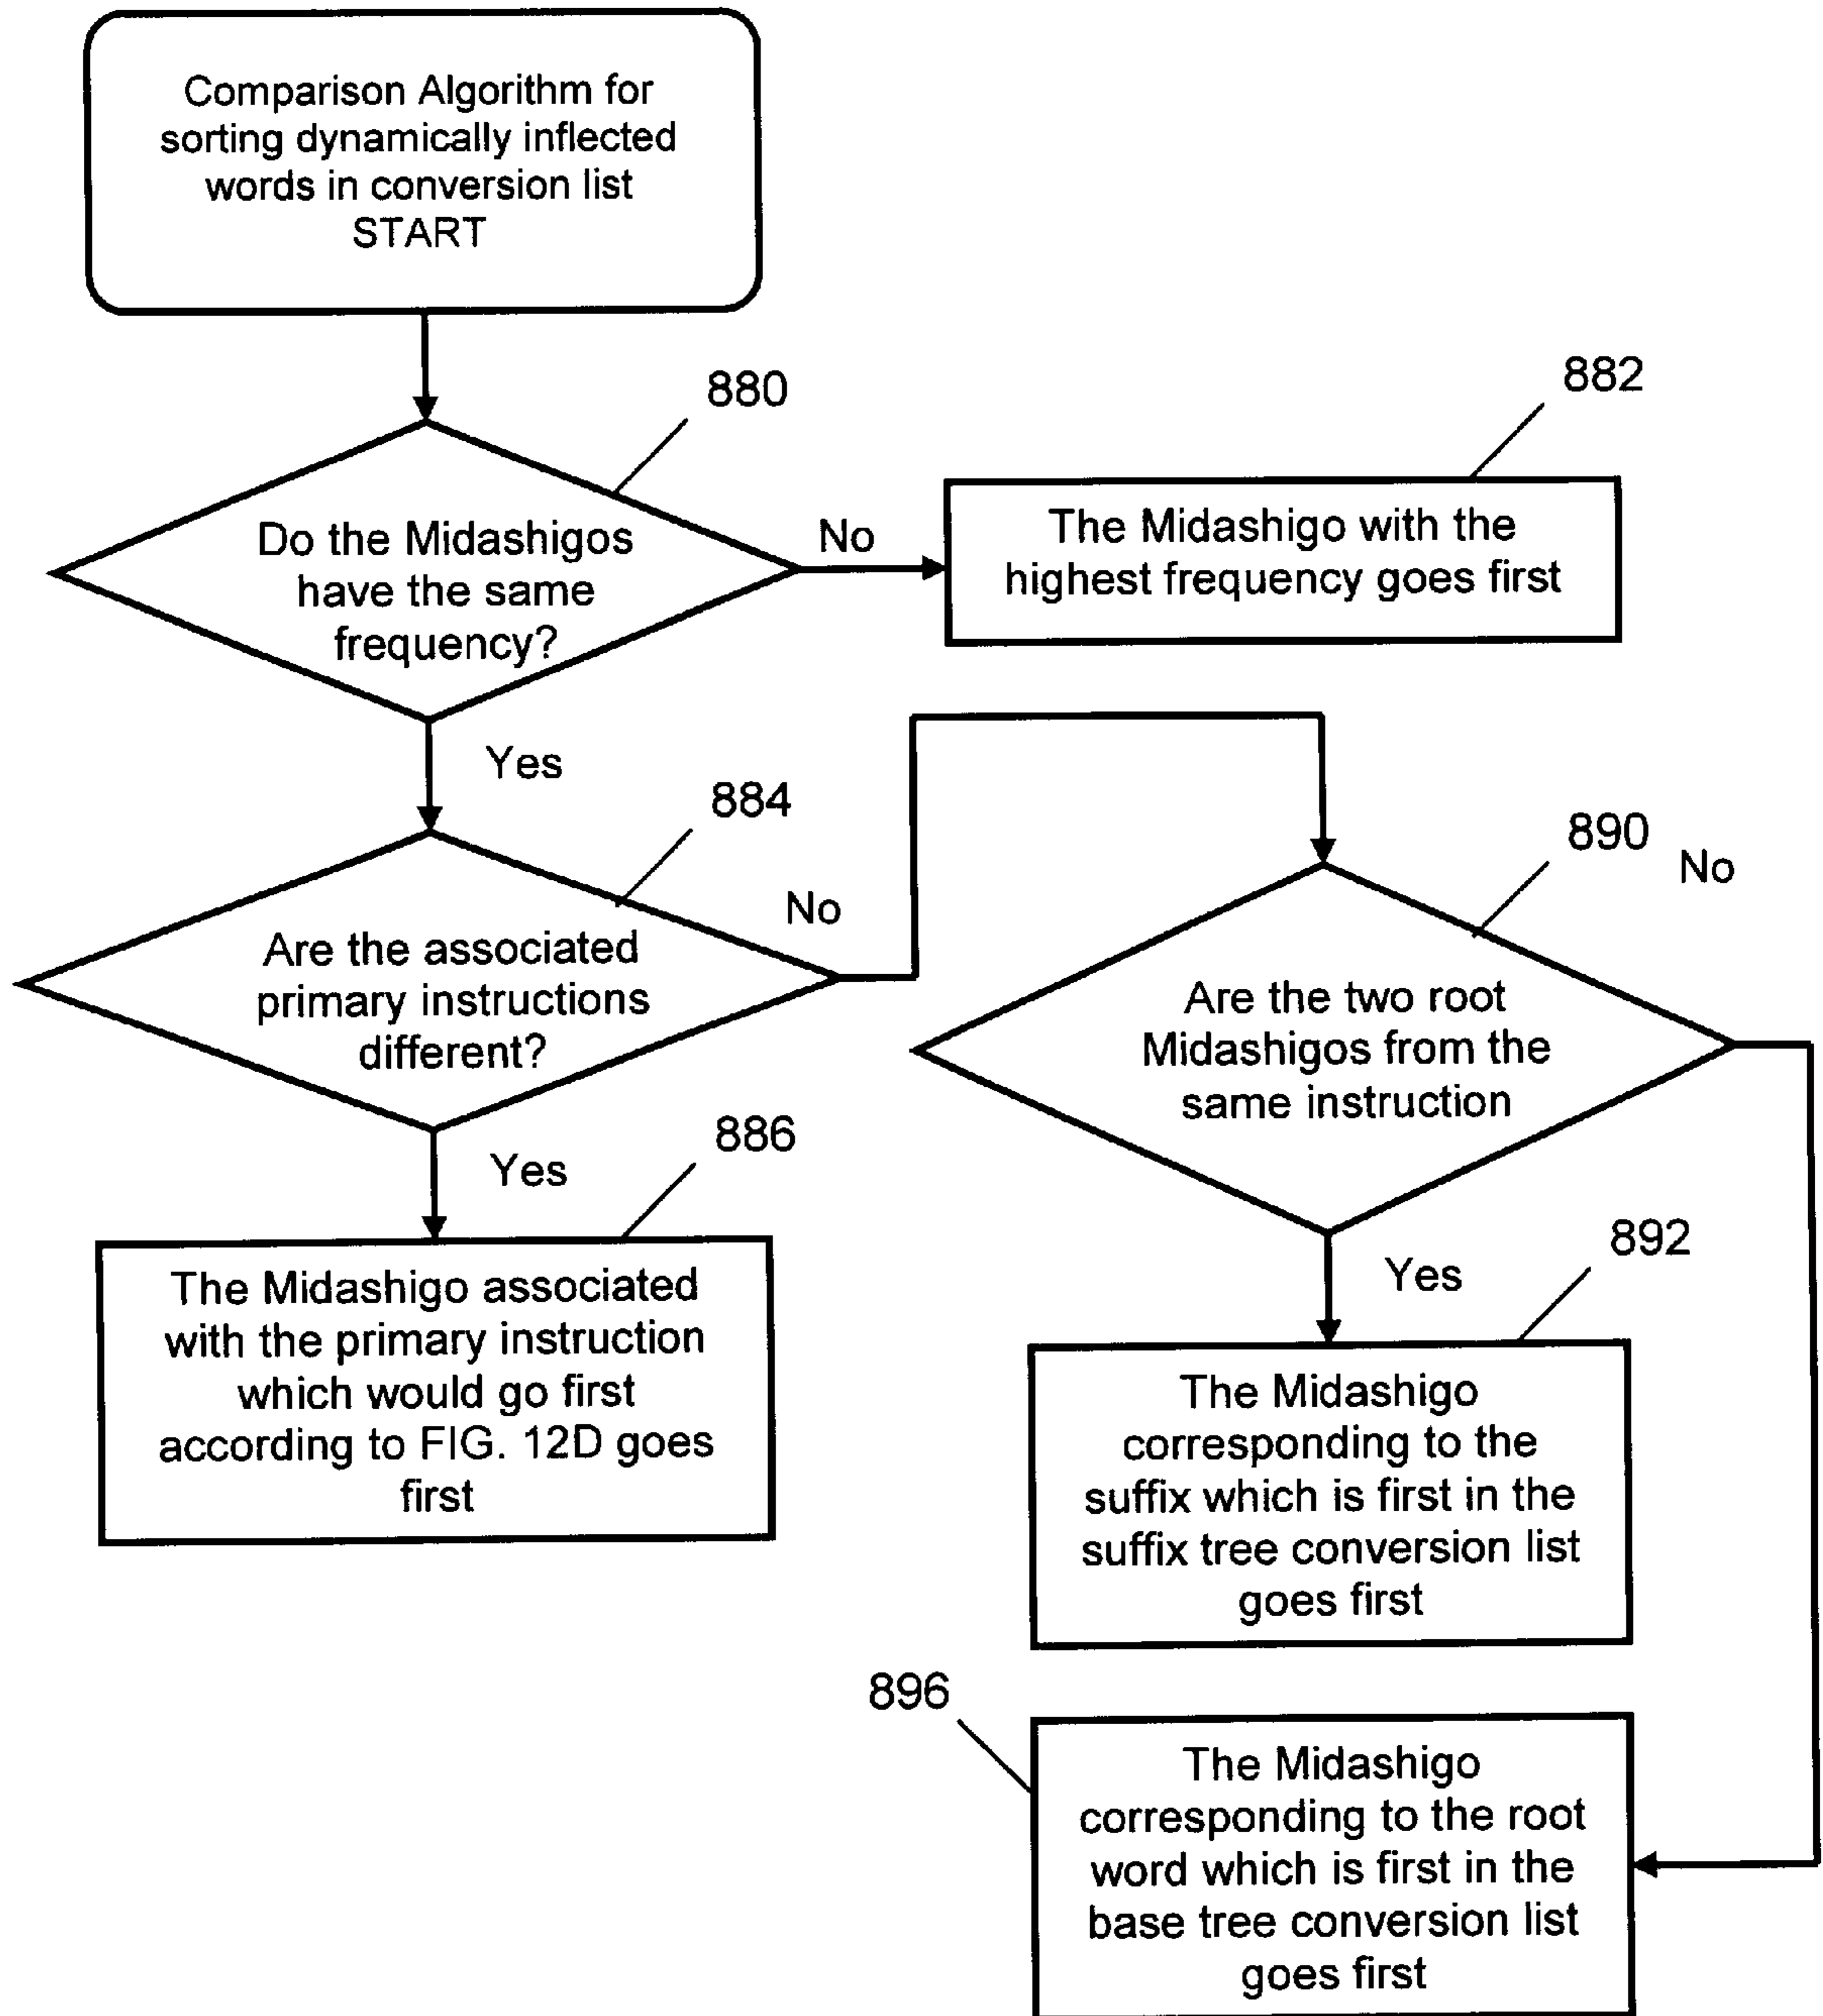 Comparison Algorithm for
sorting dynamically inflected
words in conversion list
START
880
882
Do the Midashigos
have the same
frequency?
No
The Midashigo with the
highest frequency goes first
Yes
884
890
No
No
Are the associated
primary instructions
different?
Are the two root
Midashigos from the
same instruction
886
Yes
892
Yes
The Midashigo associated
with the primary instruction
which would go first
according to FIG. 12D goes
first
The Midashigo
corresponding to the
suffix which is first in the
suffix tree conversion list
goes first
896
The Midashigo
corresponding to the root
word which is first in the
base tree conversion list
goes first